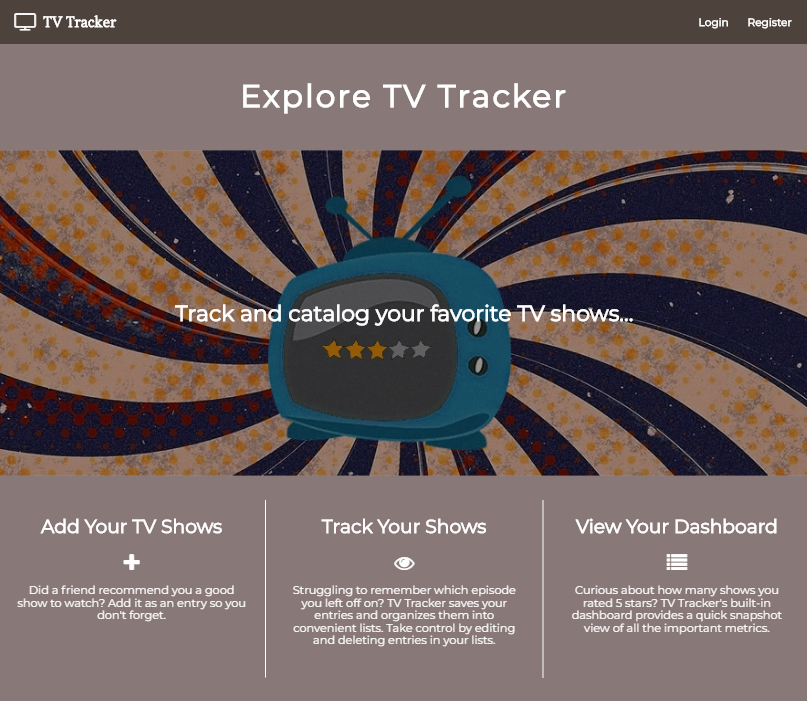 TV Tracker
Login Register
Explore TV Tracker
Track and catalog your favorite TV shows...
Add Your TV Shows
Did a friend recommend you a good
show to watch? Add it as an entry so you
don't forget.
Track Your Shows
Struggling to remember which episode
you left off on? TV Tracker saves your
entries and organizes them into
convenient lists. Take control by editing
and deleting entries in your lists.
View Your Dashboard
Curious about how many shows you
rated 5 stars? TV Tracker's built-in
dashboard provides a quick snapshot
view of all the important metrics.